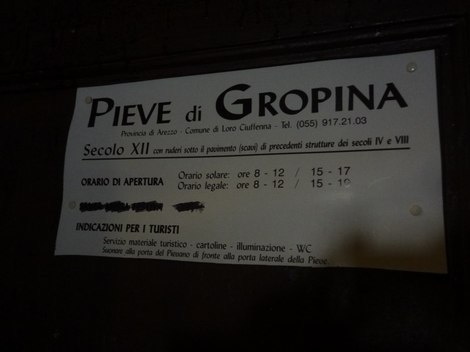 PIEVE di GROPINA
Provincia di Arezzo - Comune di Loro Ciuffenna - Tel. (055) 917.21.03
Secolo XII con ruderi sotto il pavimento (scavi) di precedenti strutture dei secoli IV e VIII
ORARIO DI APERTURA Orario solare: ore 8 - 12 / 15 - 17
Orario legale: ore 8 - 12 / 15 -
INDICAZIONI PER I TURISTI
Servizio materiale turistico - cartoline - illuminazione - WC
Suonare alla porta del Pievano di fronte alla porta laterale della Pieve.